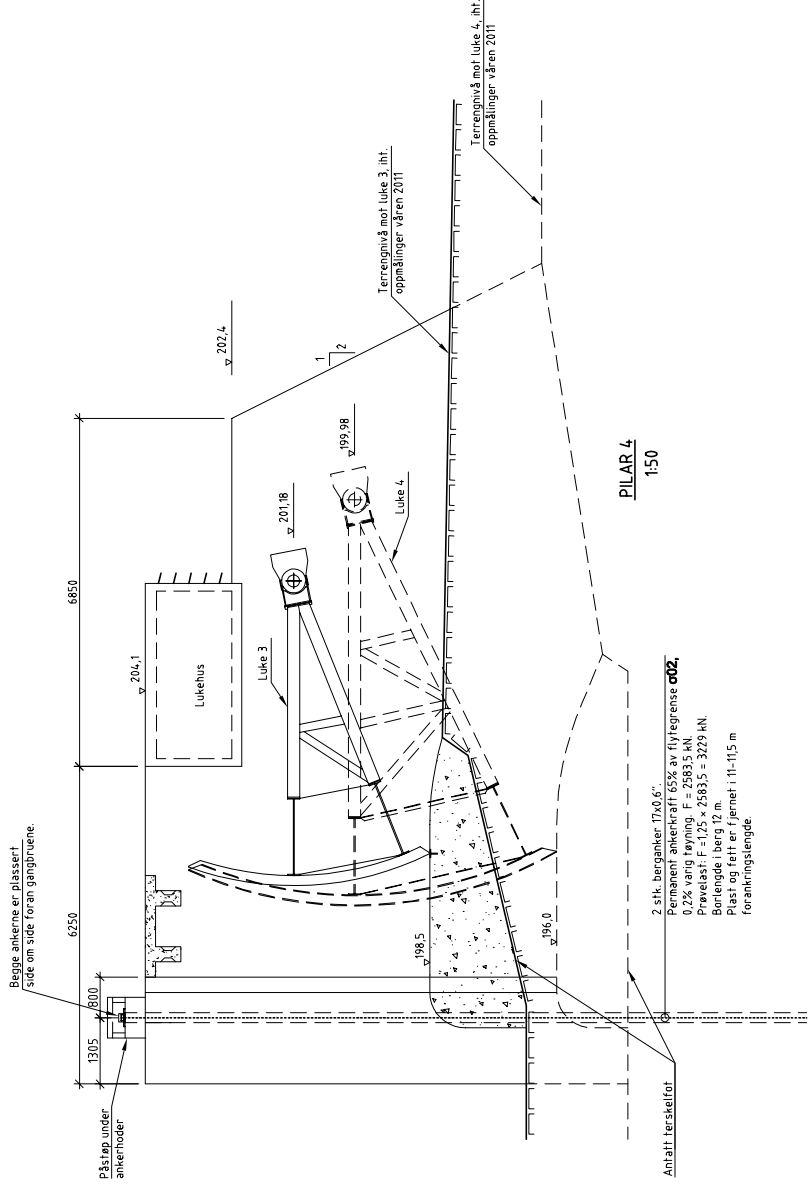 Begge ankerne er plassert
side om side foran gangbruene.
Påstøp under
ankerhoder
6250
6850
1305
800
204,1
202,4
Lukehus
Luke 3
201,18
199,98
Luke 4
1
2
Terrengnivå mot luke 3, iht.
oppmålinger våren 2011
Terrengnivå mot luke 4, iht.
oppmålinger våren 2011
198,5
196,0
PILAR 4
1:50
2 stk. berganker 17x0,6".
Permanent ankerkraft 65% av flytegrense σ02,
0,2% varig tøyning. F = 2583,5 kN.
Prøvelast: F =1,25 × 2583,5 = 3229 kN.
Borlengde i berg 12 m.
Plast og fett er fjernet i 11-11,5 m
forankringslengde.
Antatt terskelfot